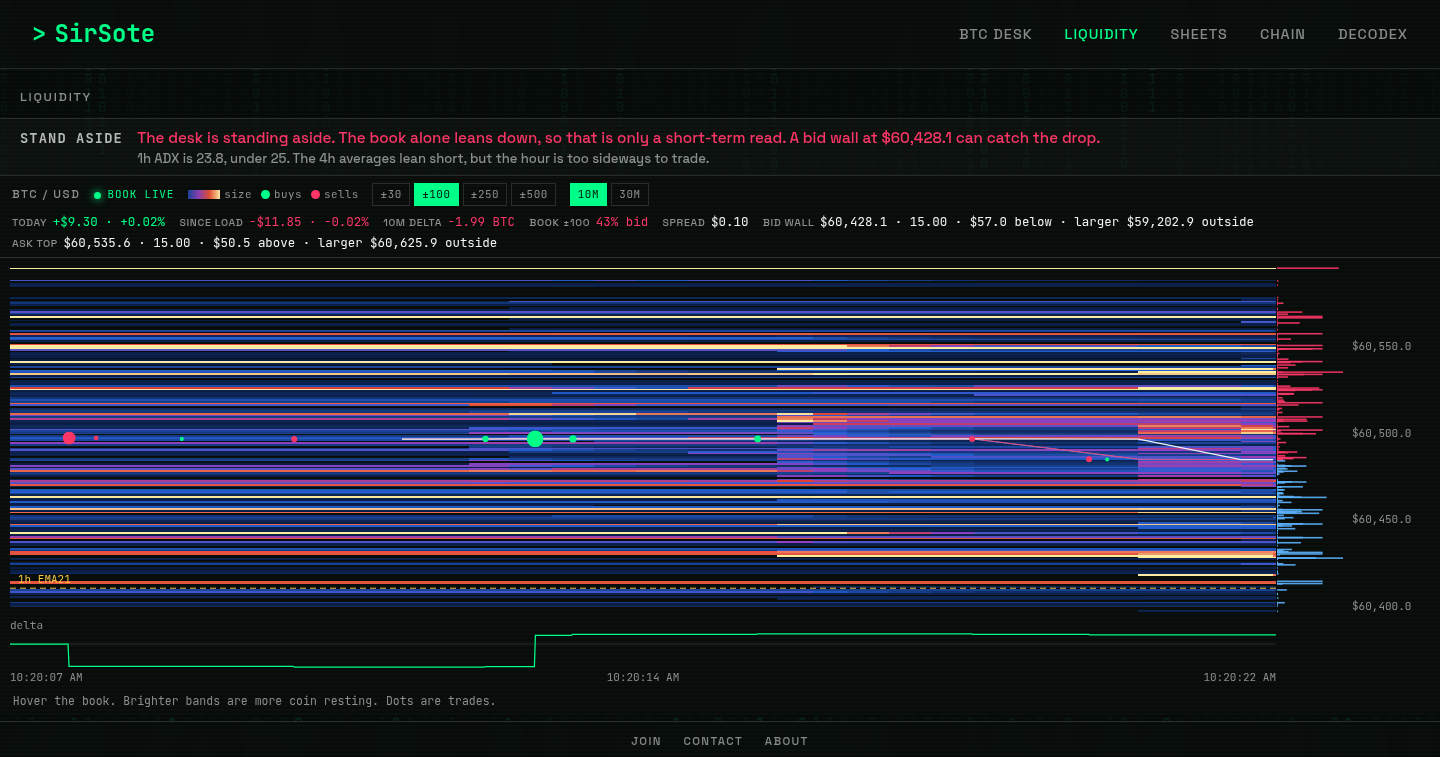 > SirSote
BTC DESK LIQUIDITY SHEETS CHAIN DECODEX
LIQUIDITY
STAND ASIDE The desk is standing aside. The book alone leans down, so that is only a short-term read. A bid wall at $60,428.1 can catch the drop.
1h ADX is 23.8, under 25. The 4h averages lean short, but the hour is too sideways to trade.
BTC / USD BOOK LIVE size buys sells ±30 ±100 ±250 ±500 10M 30M
TODAY +$9.30 · +0.02% SINCE LOAD -$11.85 · -0.02% 10M DELTA -1.99 BTC BOOK ±100 43% bid SPREAD $0.10 BID WALL $60,428.1 · 15.00 · $57.0 below · larger $59,202.9 outside
ASK TOP $60,535.6 · 15.00 · $50.5 above · larger $60,625.9 outside
$60,550.0
$60,500.0
$60,450.0
1h EMA21
$60,400.0
delta
10:20:07 AM 10:20:14 AM 10:20:22 AM
Hover the book. Brighter bands are more coin resting. Dots are trades.
JOIN CONTACT ABOUT